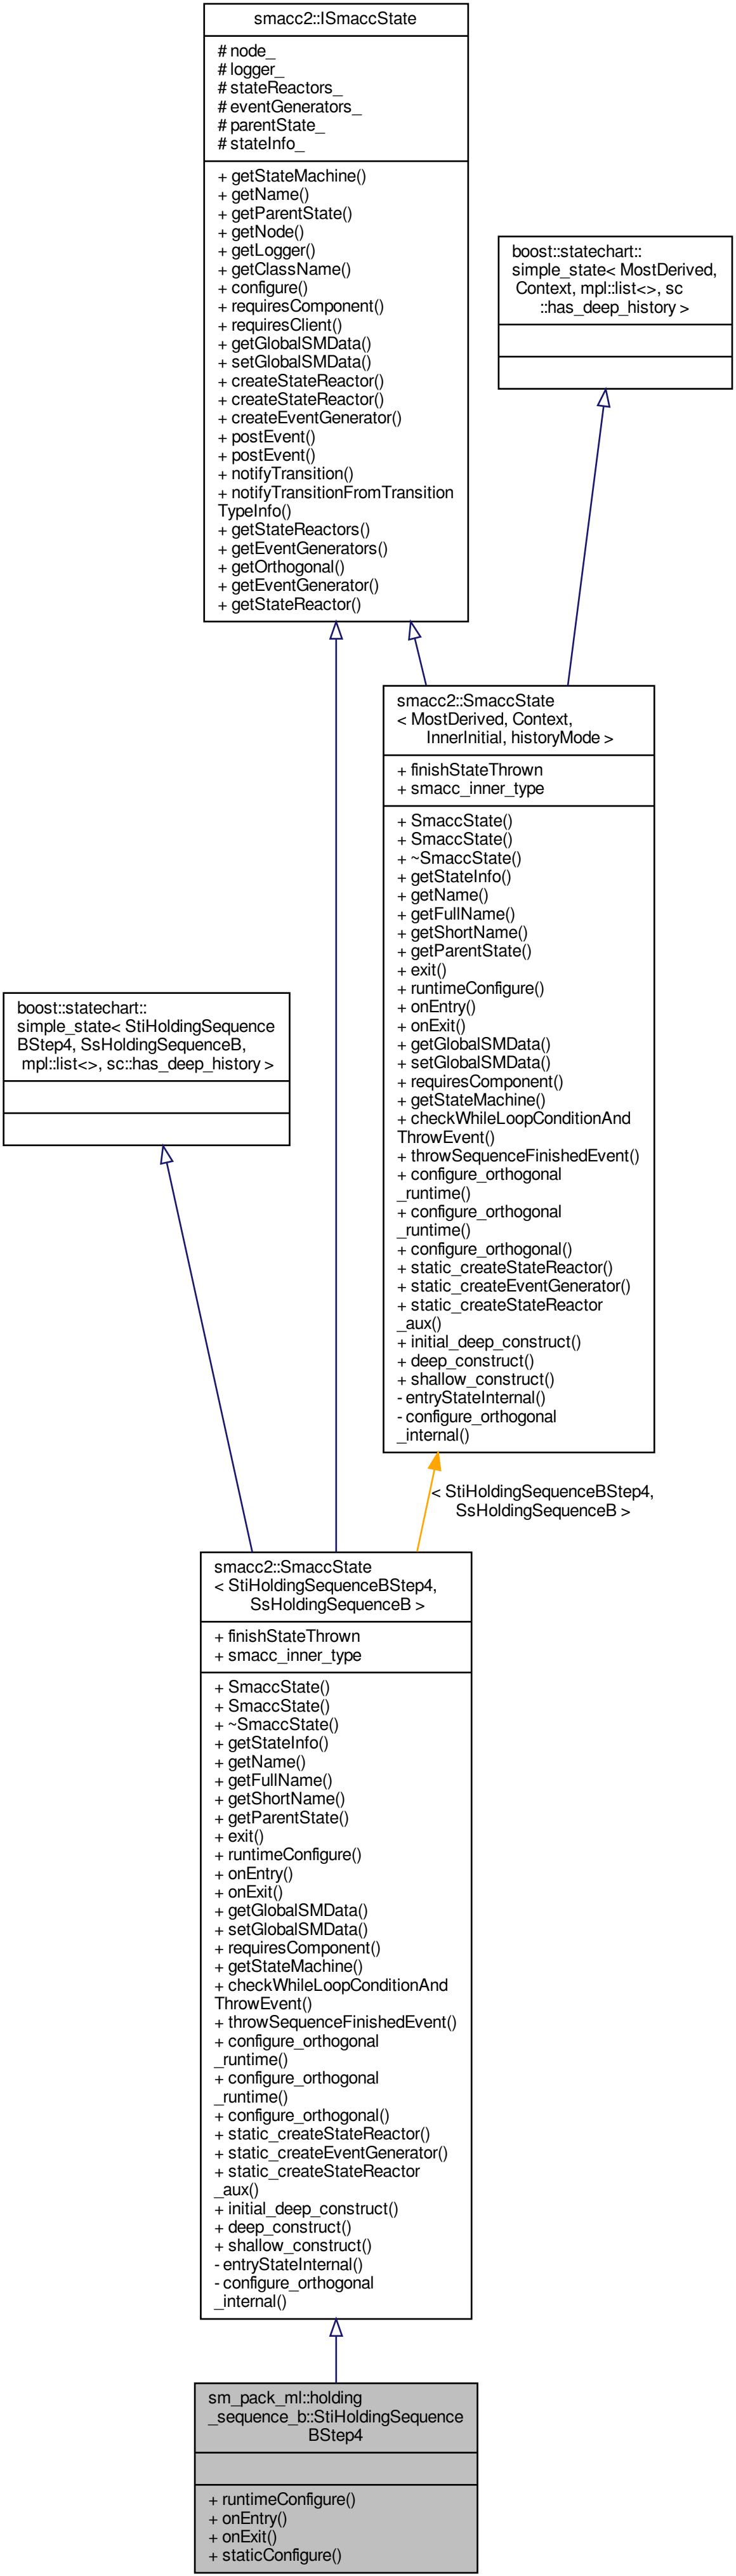 smacc2::ISmaccState
# node_
# logger_
# stateReactors_
# eventGenerators_
# parentState_
# stateInfo_
+ getStateMachine()
+ getName()
+ getParentState()
+ getNode()
+ getLogger()
+ getClassName()
+ configure()
+ requiresComponent()
+ requiresClient()
+ getGlobalSMData()
+ setGlobalSMData()
+ createStateReactor()
+ createStateReactor()
+ createEventGenerator()
+ postEvent()
+ postEvent()
+ notifyTransition()
+ notifyTransitionFromTransition
TypeInfo()
+ getStateReactors()
+ getEventGenerators()
+ getOrthogonal()
+ getEventGenerator()
+ getStateReactor()
boost::statechart::
simple_state< MostDerived,
Context, mpl::list<>, sc
::has_deep_history >
smacc2::SmaccState
< MostDerived, Context,
InnerInitial, historyMode >
+ finishStateThrown
+ smacc_inner_type
+ SmaccState()
+ SmaccState()
+ ~SmaccState()
+ getStateInfo()
+ getName()
+ getFullName()
+ getShortName()
+ getParentState()
+ exit()
+ runtimeConfigure()
+ onEntry()
+ onExit()
+ getGlobalSMData()
+ setGlobalSMData()
+ requiresComponent()
+ getStateMachine()
+ checkWhileLoopConditionAnd
ThrowEvent()
+ throwSequenceFinishedEvent()
+ configure_orthogonal
_runtime()
+ configure_orthogonal
_runtime()
+ configure_orthogonal()
+ static_createStateReactor()
+ static_createEventGenerator()
+ static_createStateReactor
_aux()
+ initial_deep_construct()
+ deep_construct()
+ shallow_construct()
- entryStateInternal()
- configure_orthogonal
_internal()
boost::statechart::
simple_state< StiHoldingSequence
BStep4, SsHoldingSequenceB,
mpl::list<>, sc::has_deep_history >
< StiHoldingSequenceBStep4,
SsHoldingSequenceB >
smacc2::SmaccState
< StiHoldingSequenceBStep4,
SsHoldingSequenceB >
+ finishStateThrown
+ smacc_inner_type
+ SmaccState()
+ SmaccState()
+ ~SmaccState()
+ getStateInfo()
+ getName()
+ getFullName()
+ getShortName()
+ getParentState()
+ exit()
+ runtimeConfigure()
+ onEntry()
+ onExit()
+ getGlobalSMData()
+ setGlobalSMData()
+ requiresComponent()
+ getStateMachine()
+ checkWhileLoopConditionAnd
ThrowEvent()
+ throwSequenceFinishedEvent()
+ configure_orthogonal
_runtime()
+ configure_orthogonal
_runtime()
+ configure_orthogonal()
+ static_createStateReactor()
+ static_createEventGenerator()
+ static_createStateReactor
_aux()
+ initial_deep_construct()
+ deep_construct()
+ shallow_construct()
- entryStateInternal()
- configure_orthogonal
_internal()
sm_pack_ml::holding
_sequence_b::StiHoldingSequence
BStep4
+ runtimeConfigure()
+ onEntry()
+ onExit()
+ staticConfigure()